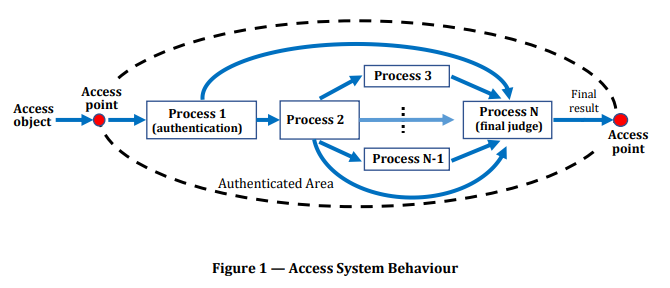 Access
object
Access
point
Process 1
(authentication)
Process 2
Process 3
Process N-1
Process N
(final judge)
Final
result
Access
point
Authenticated Area
Figure 1 — Access System Behaviour